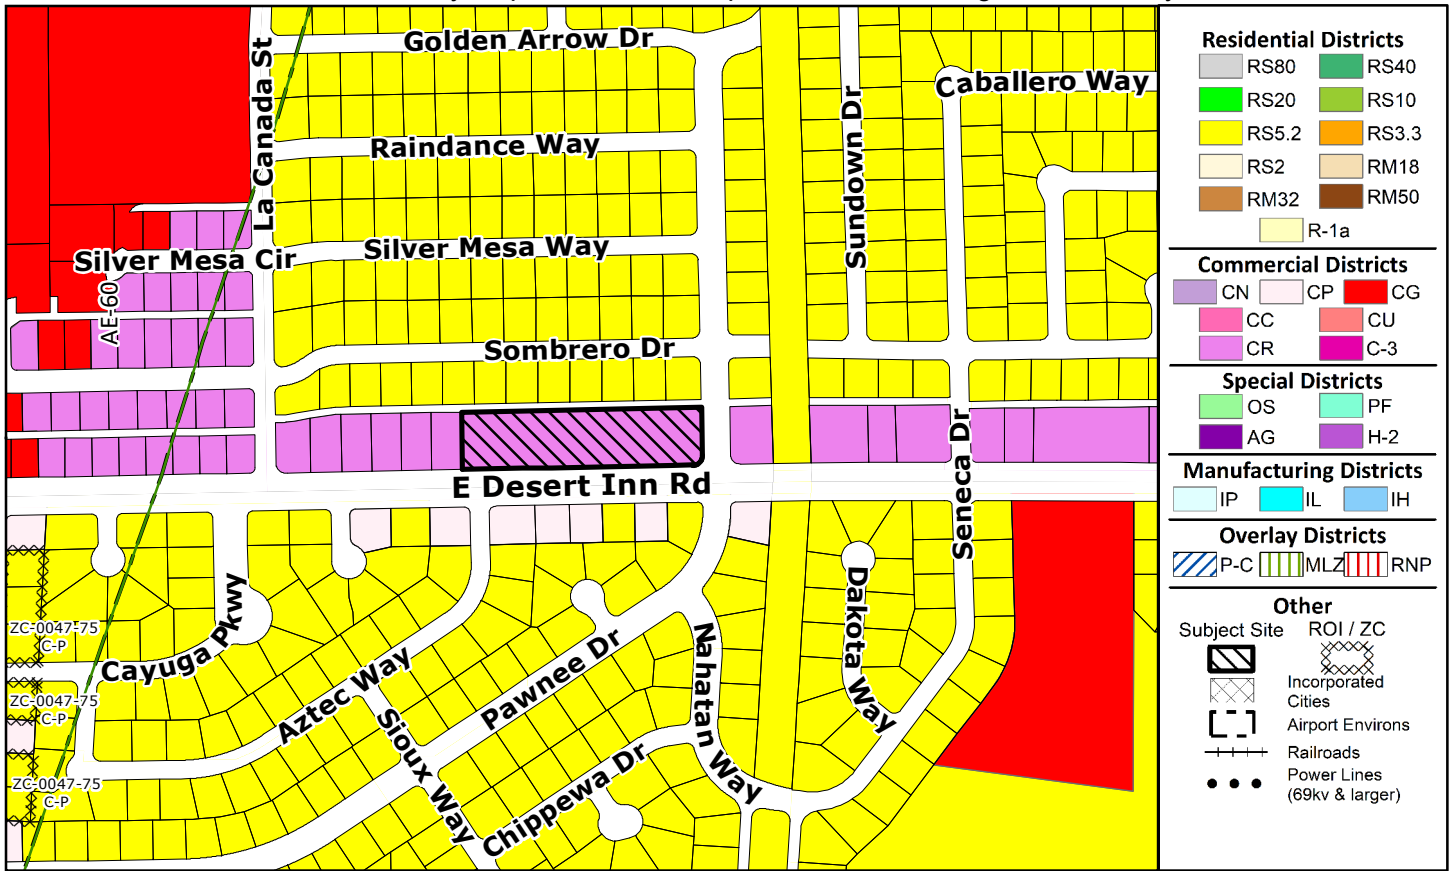 Golden Arrow Dr
La Canada St
Caballero Way
Sundown Dr
Raindance Way
Silver Mesa Cir
Silver Mesa Way
AE-60
Sombrero Dr
E Desert Inn Rd
Seneca Dr
ZC-0047-75
C-P
Cayuga Pkwy
Aztec Way
Pawnee Dr
Nahatan Way
Dakota Way
ZC-0047-75
C-P
Sioux Way
Chippewa Dr
ZC-0047-75
C-P
Residential Districts
RS80
RS40
RS20
RS10
RS5.2
RS3.3
RS2
RM18
RM32
RM50
R-1a
Commercial Districts
CN
CP
CG
CC
CU
CR
C-3
Special Districts
OS
PF
AG
H-2
Manufacturing Districts
IP
IL
IH
Overlay Districts
P-C
MLZ
RNP
Other
Subject Site
ROI / ZC
Incorporated
Cities
Airport Environs
Railroads
Power Lines
(69kv & larger)